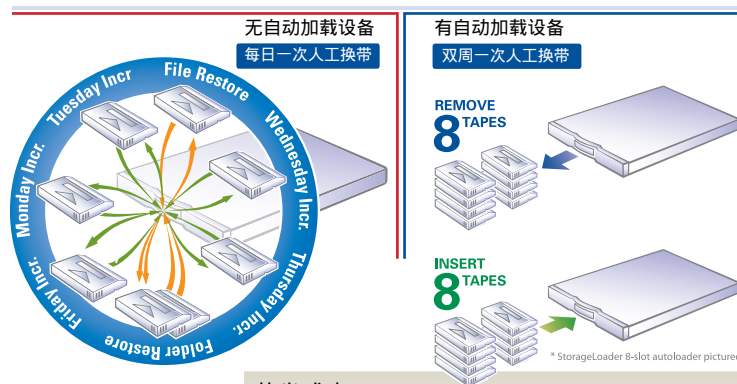 无自动加载设备
每日一次人工换带
File Restore
Wednesday Incr.
Thursday Incr.
Folder Restore
Friday Incr.
Monday Incr.
Tuesday Incr
有自动加载设备
双周一次人工换带
REMOVE
8 TAPES
INSERT
8 TAPES
* StorageLoader 8-slot autoloader pictured